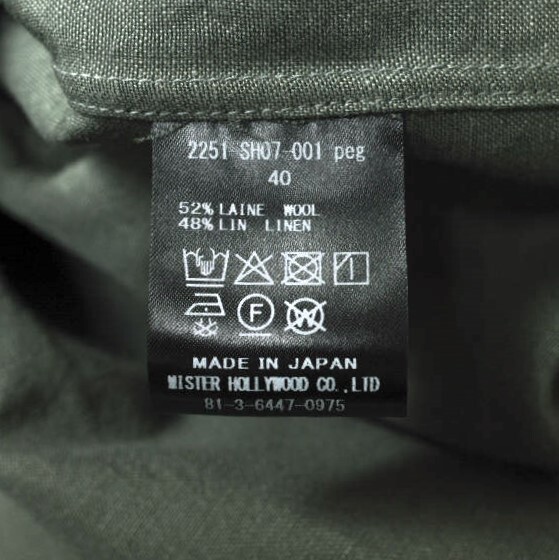 2251 SH07-001 peg
40
52% LAINE WOOL
48% LIN LINEN
F W
MADE IN JAPAN
MISTER HOLLYWOOD CO.,LTD
81-3-6447-0975